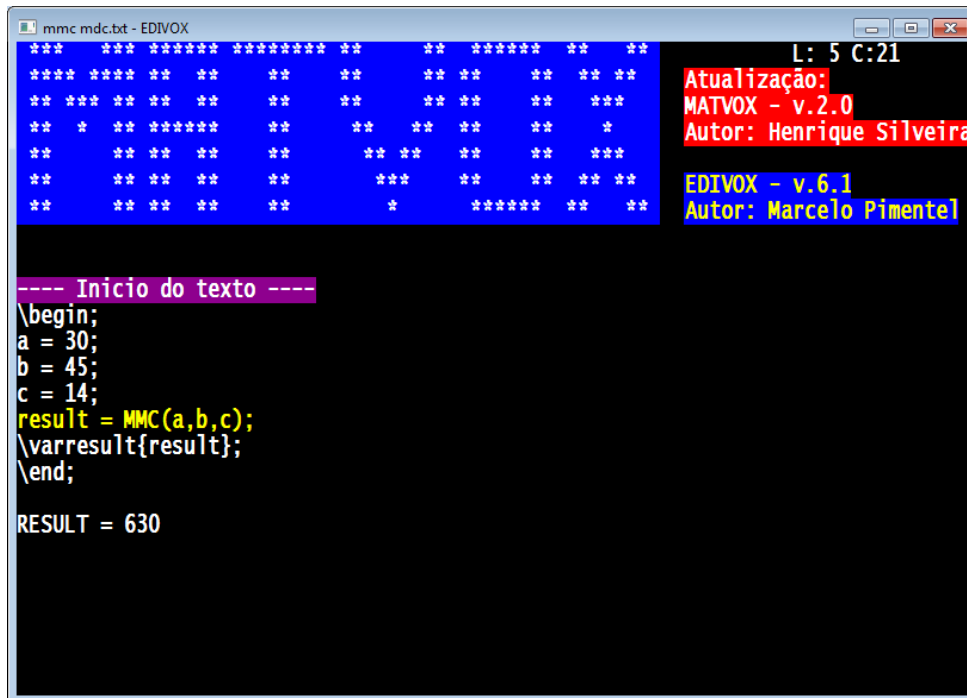 mmc mdc.txt - EDIVOX
L: 5 C:21
Atualização:
MATVOX - v.2.0
Autor: Henrique Silveira
EDIVOX - v.6.1
Autor: Marcelo Pimentel
---- Inicio do texto ----
\begin;
a = 30;
b = 45;
c = 14;
result = MMC(a,b,c);
\varresult{result};
\end;
RESULT = 630